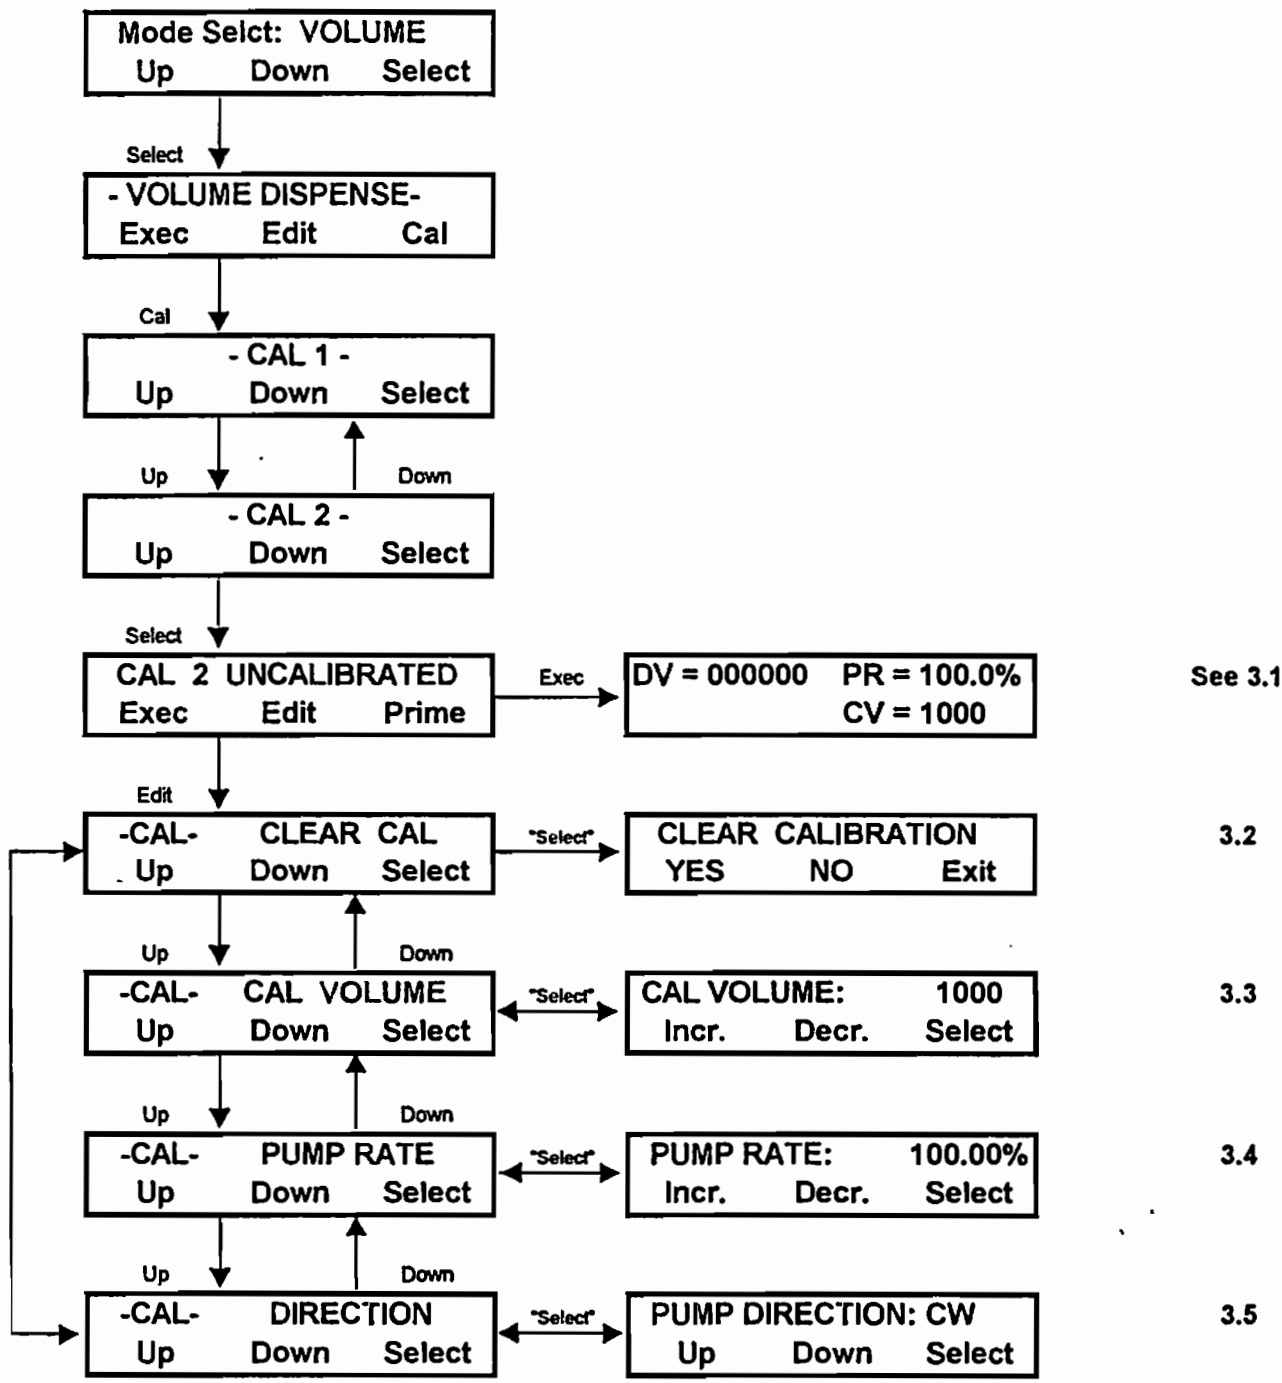 Mode Selct: VOLUME
Up Down Select
Select
- VOLUME DISPENSE-
Exec Edit Cal
Cal
- CAL 1 -
Up Down Select
Up Down
- CAL 2 -
Up Down Select
Select
CAL 2 UNCALIBRATED
Exec Edit Prime
Exec
DV = 000000 PR = 100.0%
CV = 1000
See 3.1
Edit
-CAL- CLEAR CAL
Up Down Select
"Select"
CLEAR CALIBRATION
YES NO Exit
3.2
Up Down
-CAL- CAL VOLUME
Up Down Select
"Select"
CAL VOLUME: 1000
Incr. Decr. Select
3.3
Up Down
-CAL- PUMP RATE
Up Down Select
"Select"
PUMP RATE: 100.00%
Incr. Decr. Select
3.4
Up Down
-CAL- DIRECTION
Up Down Select
"Select"
PUMP DIRECTION: CW
Up Down Select
3.5